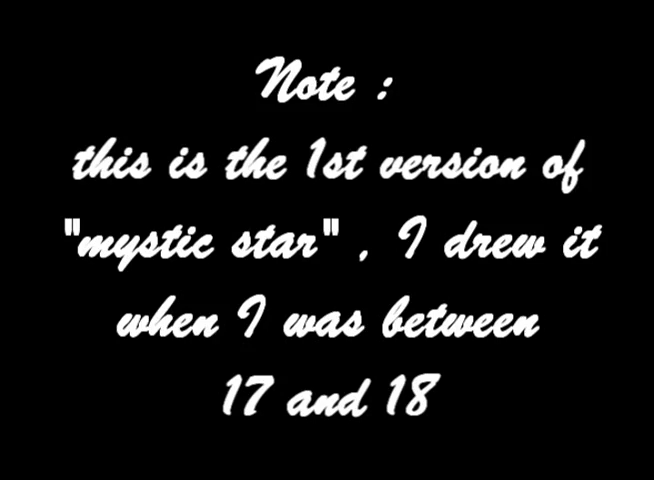 Note :
this is the 1st version of
"mystic star" , I drew it
when I was between
17 and 18